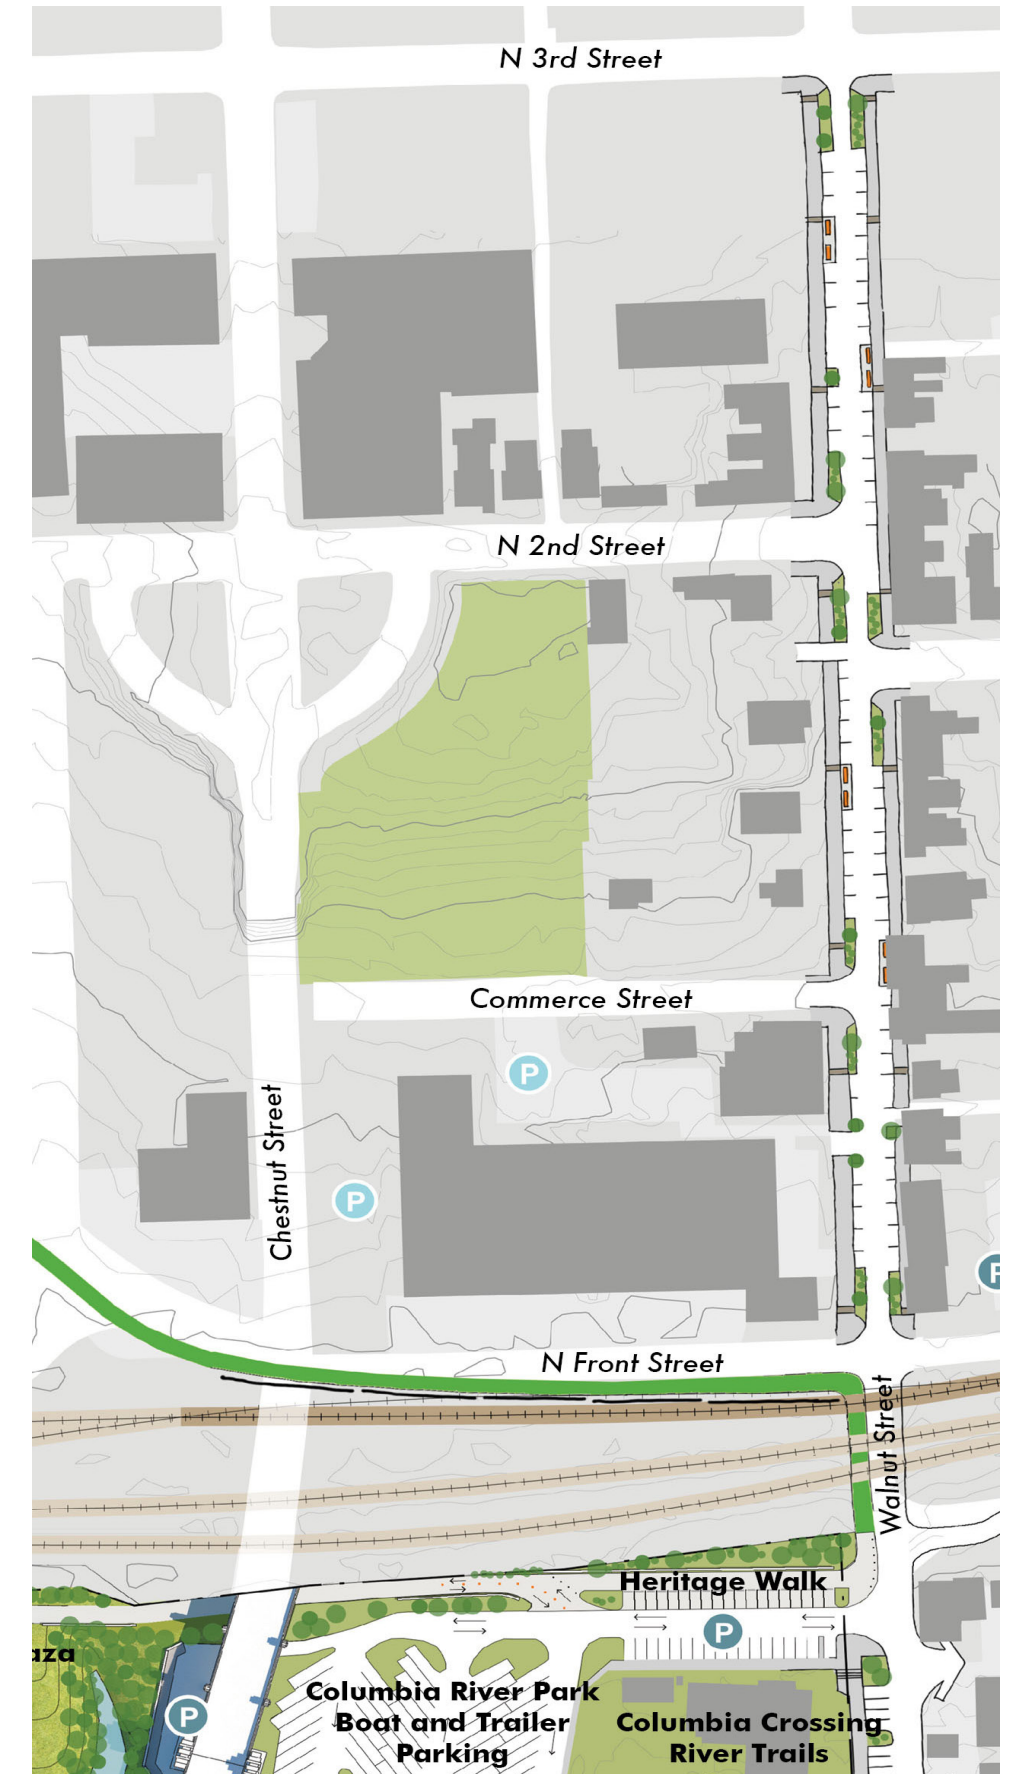 N 3rd Street
N 2nd Street
Commerce Street
P
Chestnut Street
P
P
N Front Street
Walnut Street
Heritage Walk
P
aza
Columbia River Park
Boat and Trailer
Parking
P
Columbia Crossing
River Trails